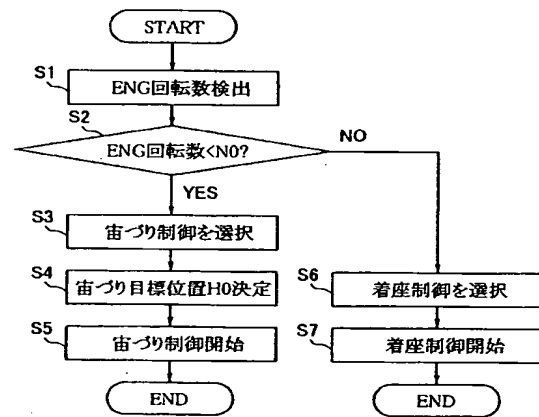 START
S1
ENG回転数検出
S2
ENG回転数<N0?
NO
YES
S3
宙づり制御を選択
S4
宙づり目標位置H0決定
S5
宙づり制御開始
END
S6
着座制御を選択
S7
着座制御開始
END